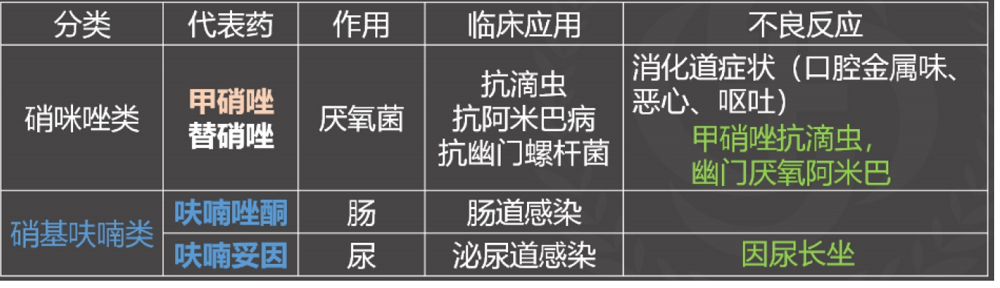 分类 代表药 作用 临床应用 不良反应
硝咪唑类
甲硝唑
替硝唑
厌氧菌
抗滴虫
抗阿米巴病
抗幽门螺杆菌
消化道症状（口腔金属味、
恶心、呕吐）
甲硝唑抗滴虫，
幽门厌氧阿米巴
硝基呋喃类
呋喃唑酮 肠 肠道感染
呋喃妥因 尿 泌尿道感染 因尿长坐